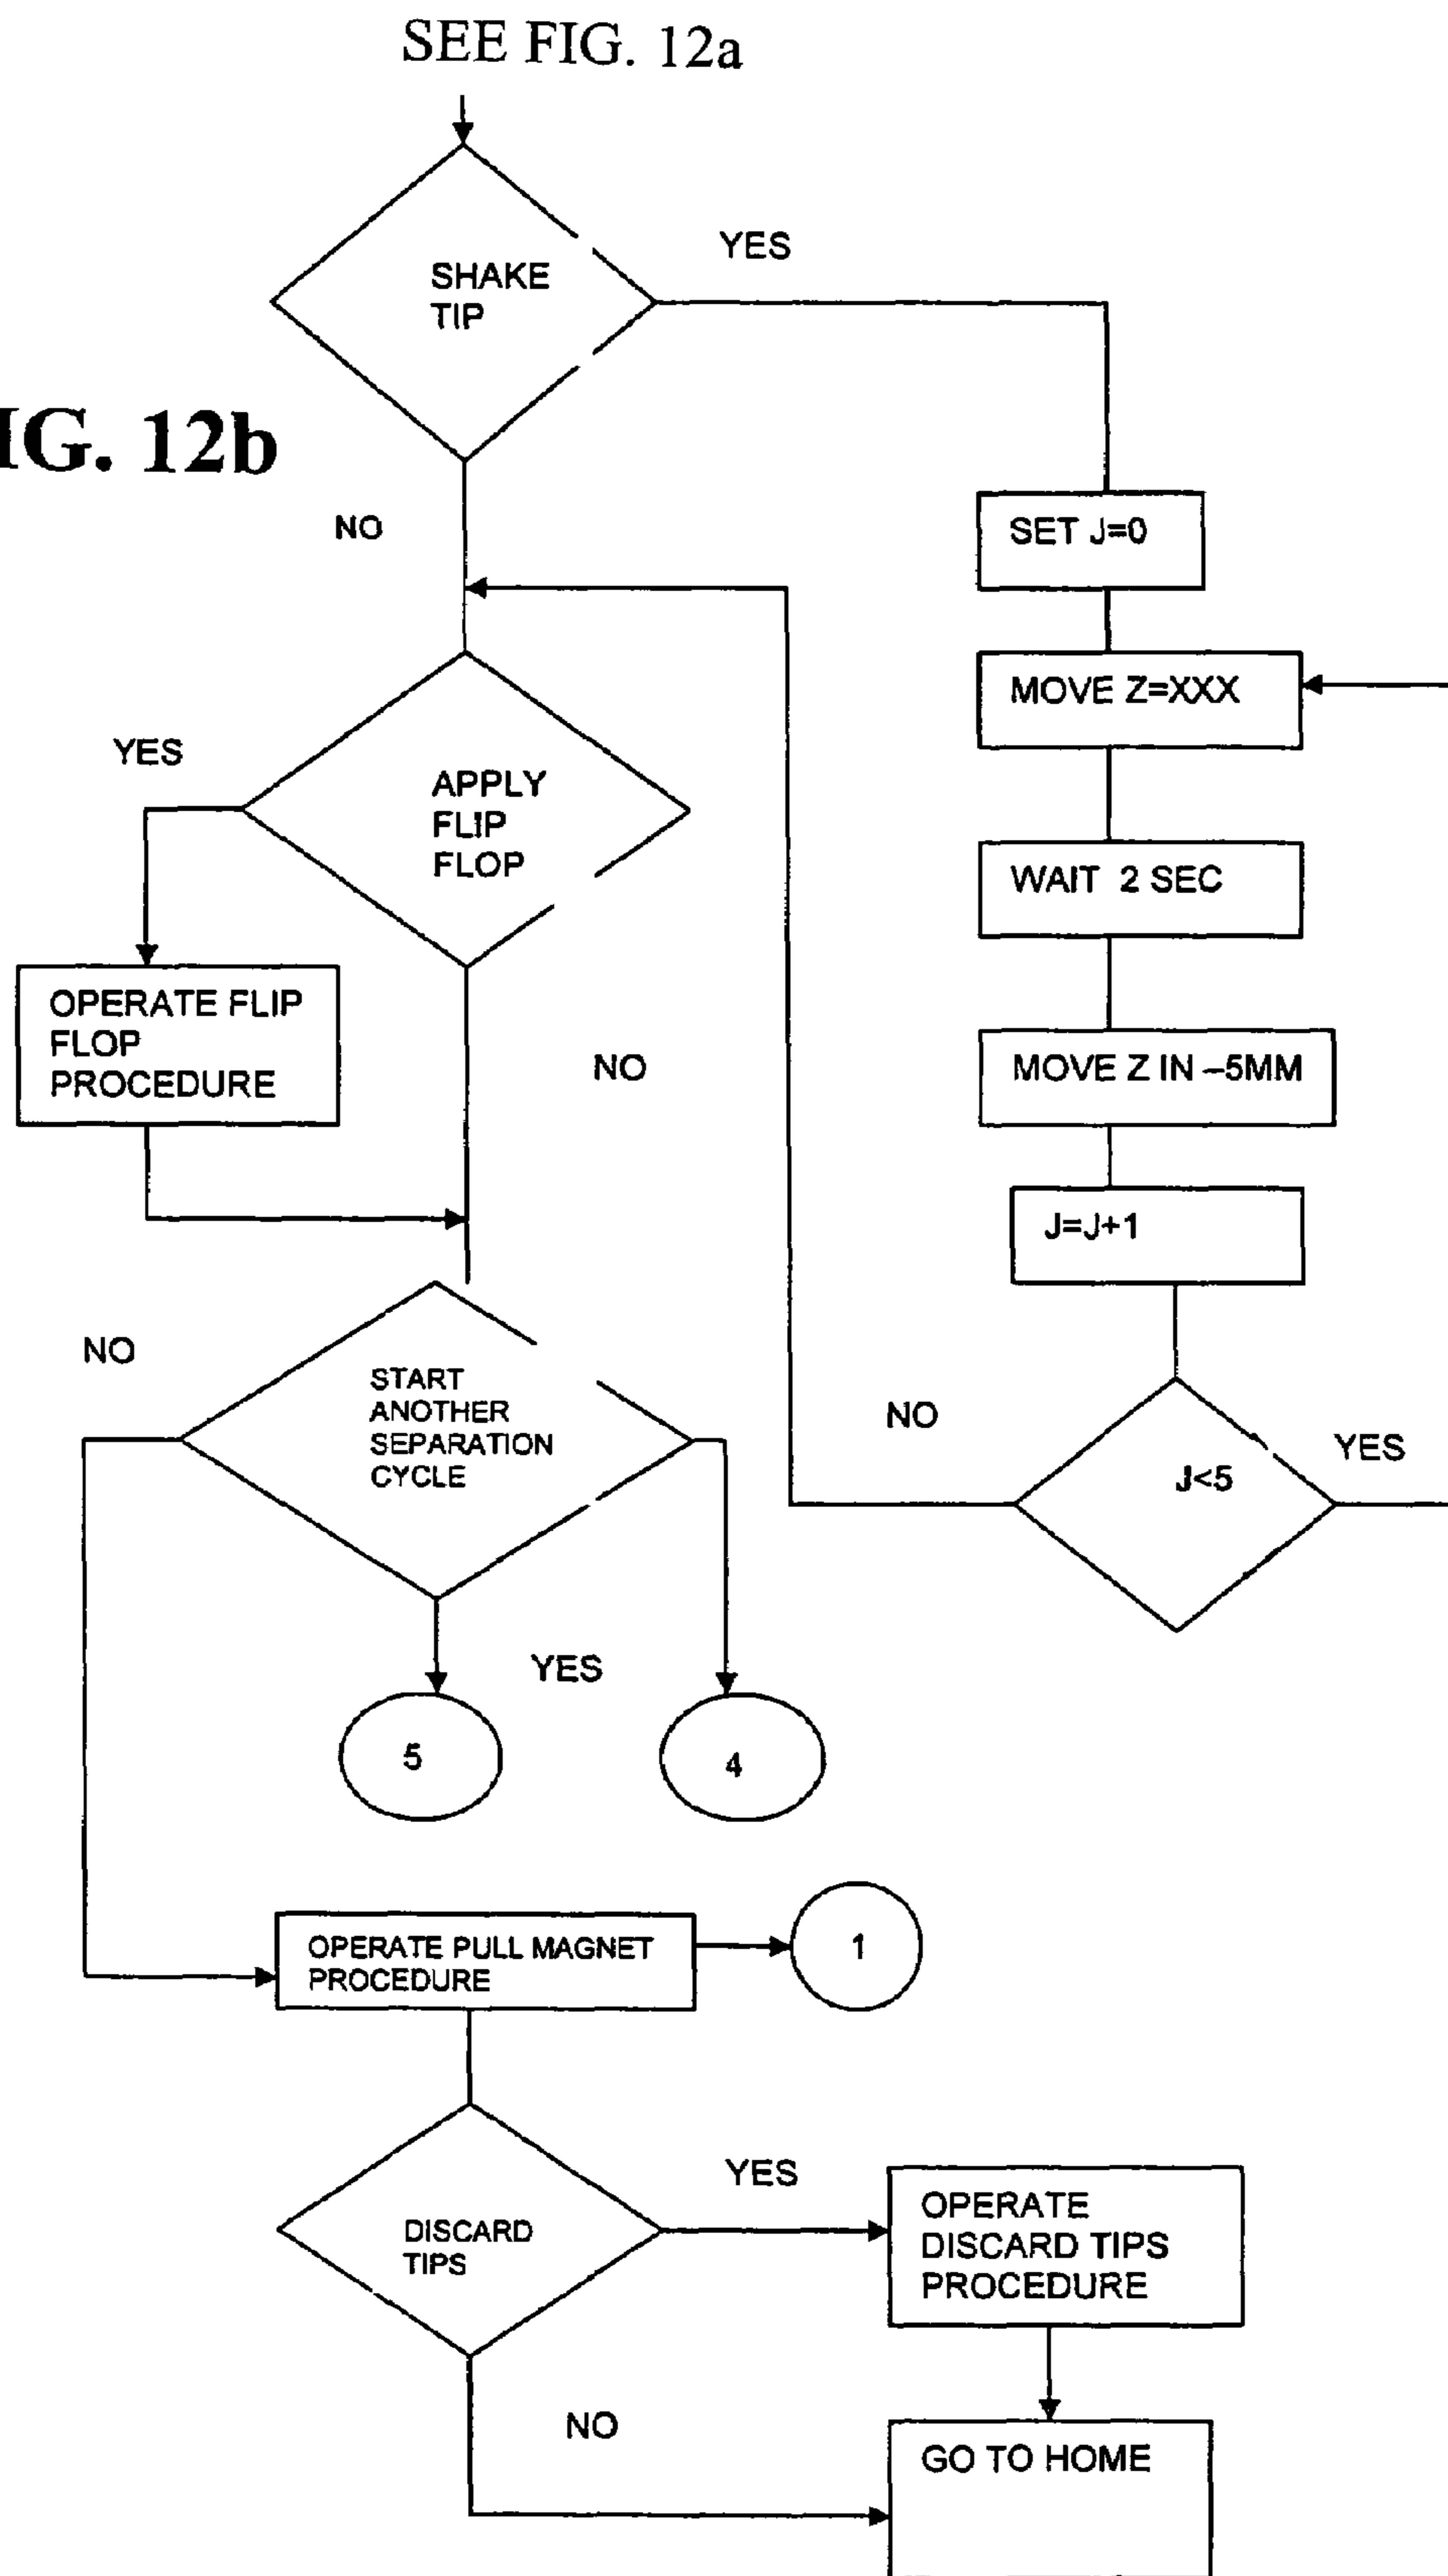 SEE FIG. 12a
SHAKE
TIP
YES
IG. 12b
NO
SET J=0
MOVE Z=XXX
WAIT 2 SEC
MOVE Z IN –5MM
J=J+1
J<5
NO
YES
YES
APPLY
FLIP
FLOP
OPERATE FLIP
FLOP
PROCEDURE
NO
NO
START
ANOTHER
SEPARATION
CYCLE
YES
5
4
OPERATE PULL MAGNET
PROCEDURE
1
DISCARD
TIPS
YES
OPERATE
DISCARD TIPS
PROCEDURE
NO
GO TO HOME